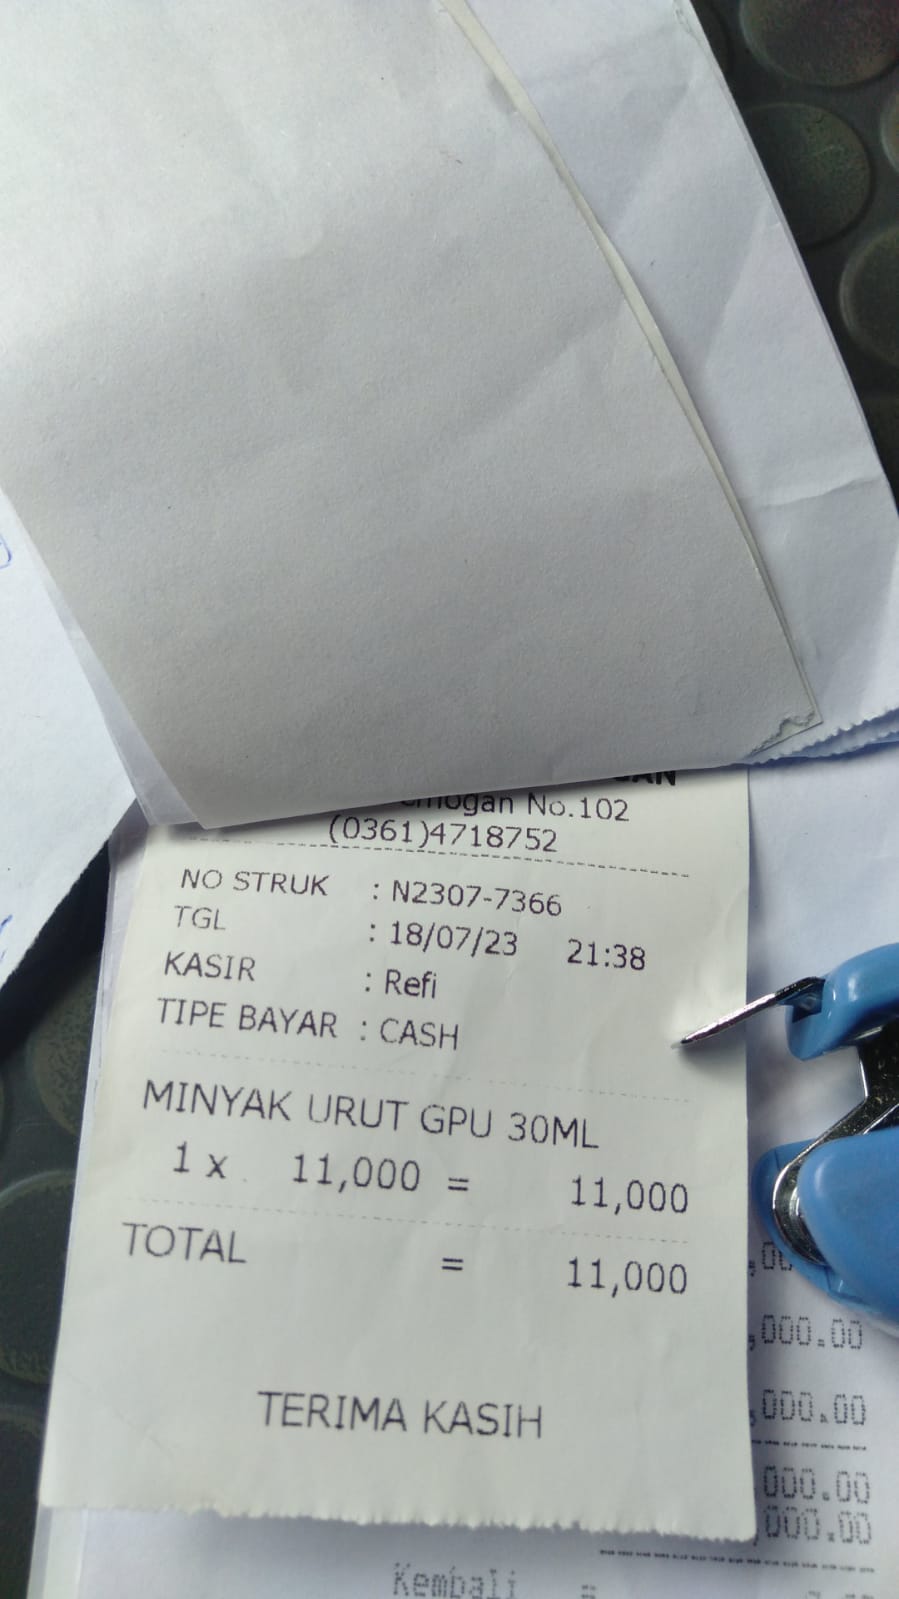 No.102
(0361)4718752
NO STRUK : N2307-7366
TGL : 18/07/23 21:38
KASIR : Refi
TIPE BAYAR : CASH
MINYAK URUT GPU 30ML
1 x 11,000 = 11,000
TOTAL = 11,000
TERIMA KASIH
,000.00
,000.00
000.00
,000.00
Kembali =